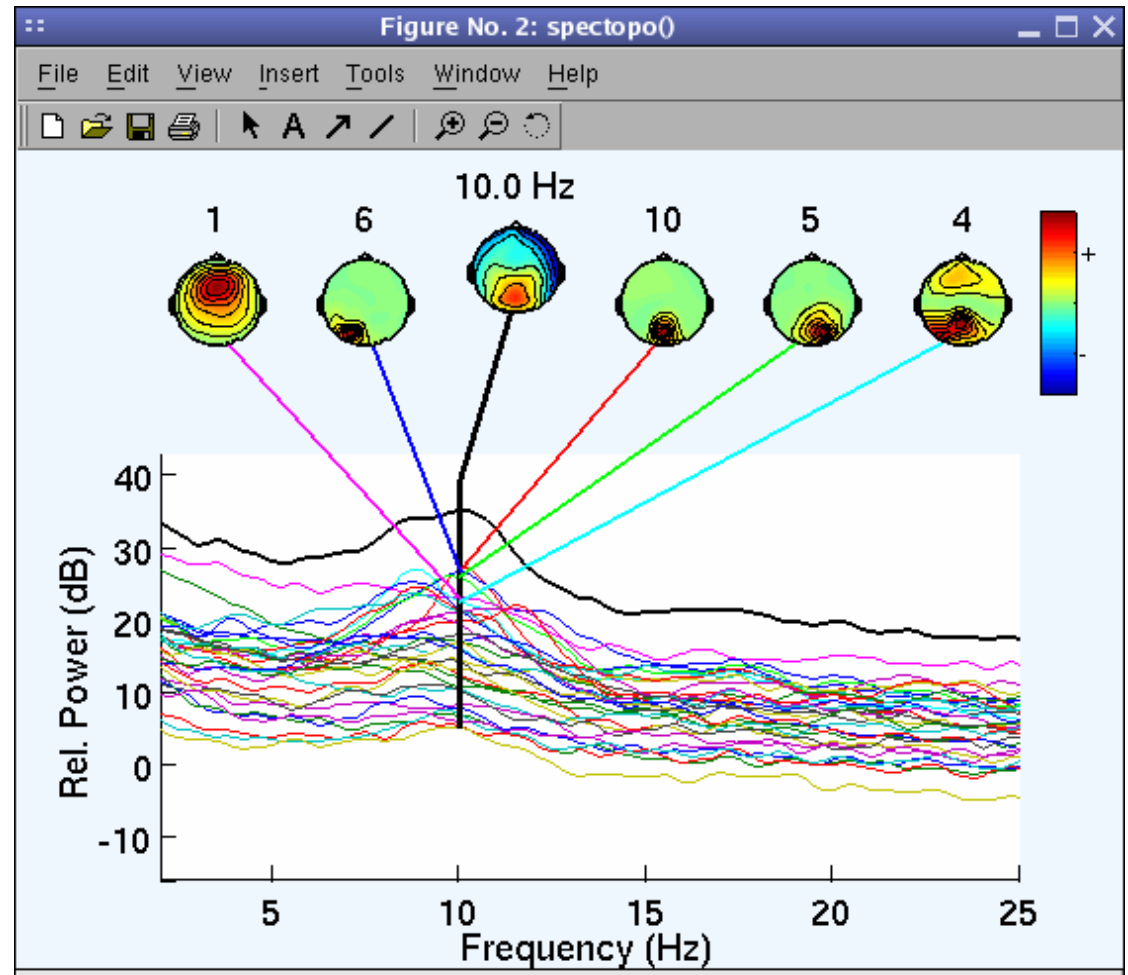 Figure No. 2: spectopo()
File Edit View Insert Tools Window Help
A
10.0 Hz
1 6 10 5 4
+
-
40
30
20
10
0
-10
Rel. Power (dB)
5 10 15 20 25
Frequency (Hz)